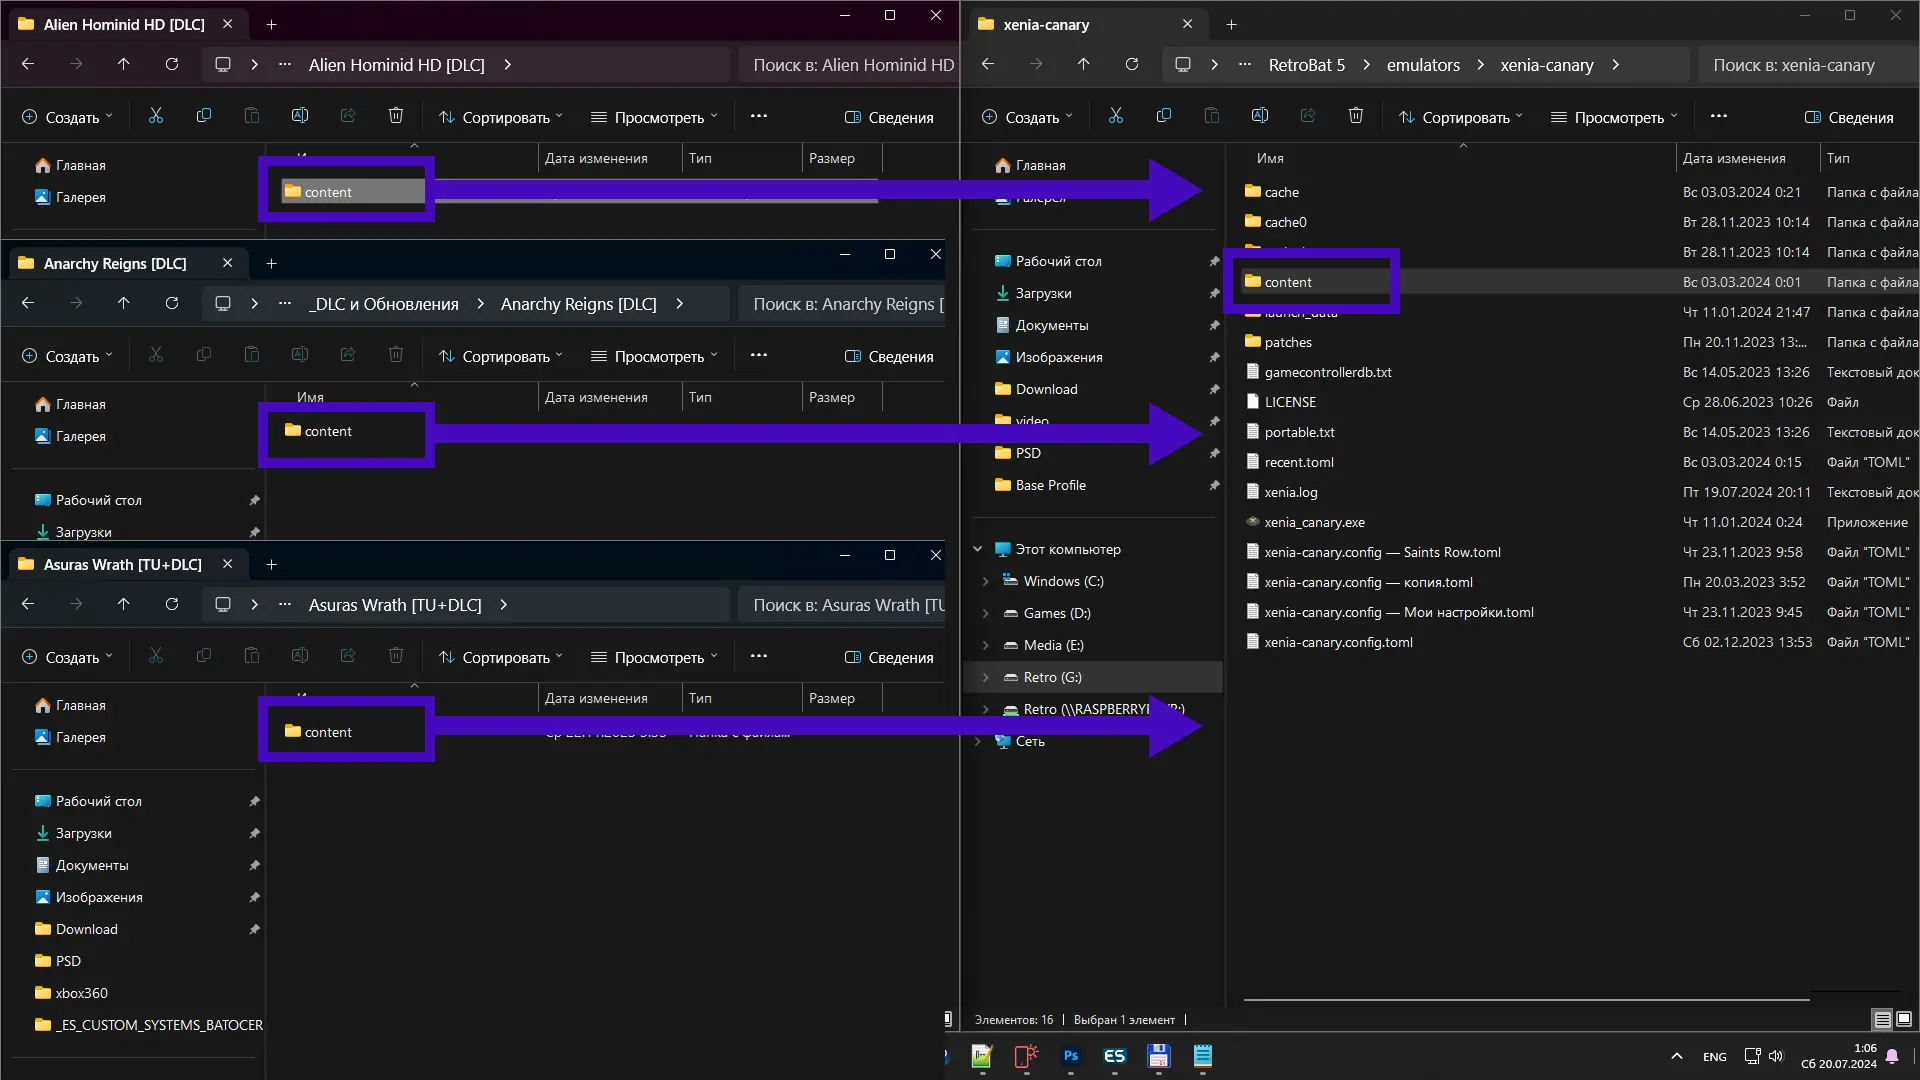 Alien Hominid HD [DLC]
Alien Hominid HD [DLC]
Поиск в: Alien Hominid HD
Создать
Сортировать
Просмотреть
Сведения
Дата изменения
Тип
Размер
Главная
Галерея
content
Anarchy Reigns [DLC]
_DLC и Обновления
Anarchy Reigns [DLC]
Поиск в: Anarchy Reigns [
Создать
Сортировать
Просмотреть
Сведения
Имя
Дата изменения
Тип
Размер
Главная
Галерея
content
Рабочий стол
Загрузки
Asuras Wrath [TU+DLC]
Asuras Wrath [TU+DLC]
Поиск в: Asuras Wrath [TU
Создать
Сортировать
Просмотреть
Сведения
Дата изменения
Тип
Размер
Главная
Галерея
content
Рабочий стол
Загрузки
Документы
Изображения
Download
PSD
xbox360
_ES_CUSTOM_SYSTEMS_BATOCER
xenia-canary
RetroBat 5
emulators
xenia-canary
Поиск в: xenia-canary
Создать
Сортировать
Просмотреть
Сведения
Главная
Галерея
Рабочий стол
Загрузки
Документы
Изображения
Download
video
PSD
Base Profile
Этот компьютер
Windows (C:)
Games (D:)
Media (E:)
Retro (G:)
Retro (\\RASPBERRY
Сеть
Имя
Дата изменения
Тип
cache
Вс 03.03.2024 0:21
Папка с файла
cache0
Вт 28.11.2023 10:14
Папка с файла
Вт 28.11.2023 10:14
Папка с файла
content
Вс 03.03.2024 0:01
Папка с файла
launch_data
Чт 11.01.2024 21:47
Папка с файла
patches
Пн 20.11.2023 13:...
Папка с файла
gamecontrollerdb.txt
Вс 14.05.2023 13:26
Текстовый док
LICENSE
Ср 28.06.2023 10:26
Файл
portable.txt
Вс 14.05.2023 13:26
Текстовый док
recent.toml
Вс 03.03.2024 0:15
Файл "TOML"
xenia.log
Пт 19.07.2024 20:11
Текстовый док
xenia_canary.exe
Чт 11.01.2024 0:24
Приложение
xenia-canary.config — Saints Row.toml
Чт 23.11.2023 9:58
Файл "TOML"
xenia-canary.config — копия.toml
Пн 20.03.2023 3:52
Файл "TOML"
xenia-canary.config — Мои настройки.toml
Чт 23.11.2023 9:45
Файл "TOML"
xenia-canary.config.toml
Сб 02.12.2023 13:53
Файл "TOML"
Элементов: 16
Выбран 1 элемент
Ps
ES
ENG
1:06
Сб 20.07.2024